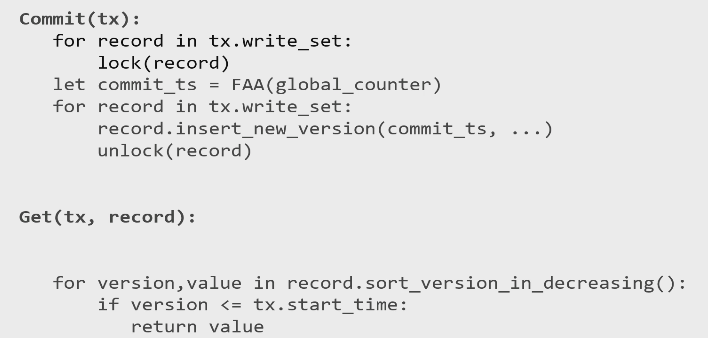 Commit(tx):
for record in tx.write_set:
lock(record)
let commit_ts = FAA(global_counter)
for record in tx.write_set:
record.insert_new_version(commit_ts, ...)
unlock(record)
Get(tx, record):
for version,value in record.sort_version_in_decreasing():
if version <= tx.start_time:
return value